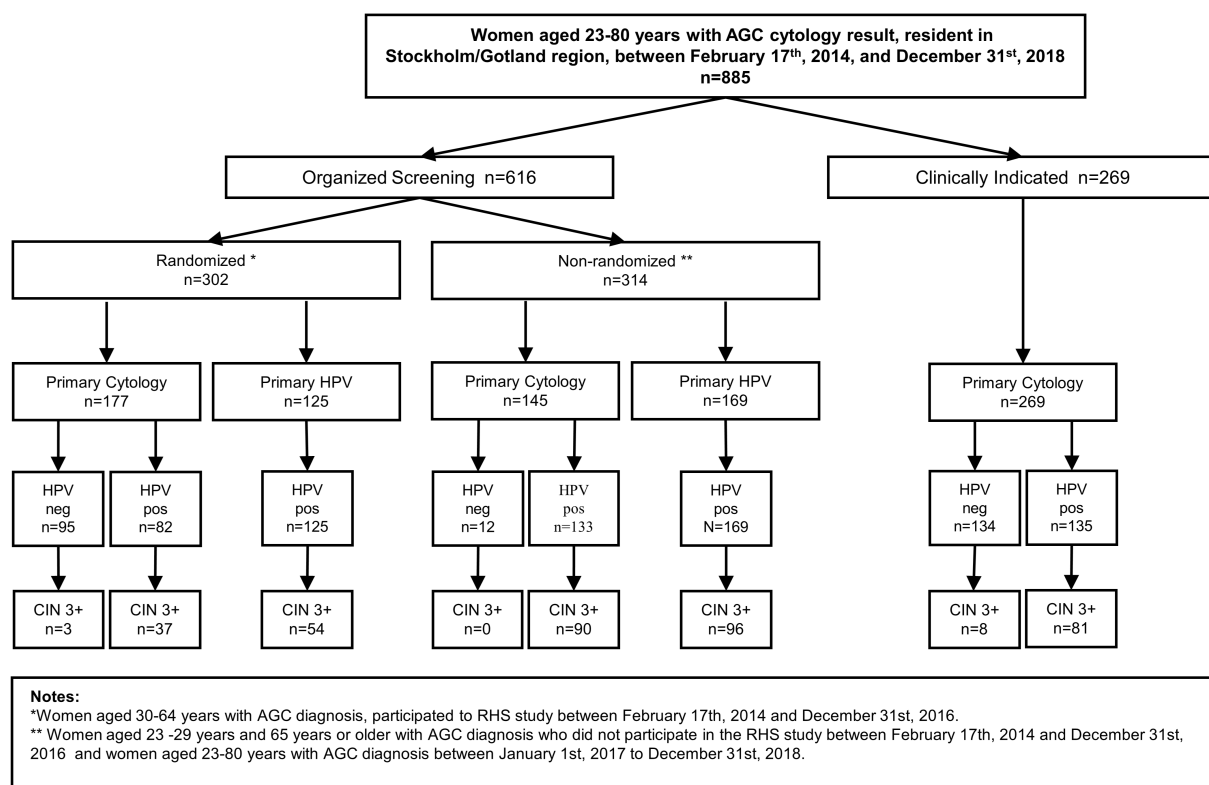 Women aged 23-80 years with AGC cytology result, resident in
Stockholm/Gotland region, between February 17th, 2014, and December 31st, 2018
n=885
Organized Screening n=616
Clinically Indicated n=269
Randomized *
n=302
Non-randomized **
n=314
Primary Cytology
n=177
Primary HPV
n=125
Primary Cytology
n=145
Primary HPV
n=169
Primary Cytology
n=269
HPV
neg
n=95
HPV
pos
n=82
HPV
pos
n=125
HPV
neg
n=12
HPV
pos
n=133
HPV
pos
N=169
HPV
neg
n=134
HPV
pos
n=135
CIN 3+
n=3
CIN 3+
n=37
CIN 3+
n=54
CIN 3+
n=0
CIN 3+
n=90
CIN 3+
n=96
CIN 3+
n=8
CIN 3+
n=81
Notes:
*Women aged 30-64 years with AGC diagnosis, participated to RHS study between February 17th, 2014 and December 31st, 2016.
** Women aged 23 -29 years and 65 years or older with AGC diagnosis who did not participate in the RHS study between February 17th, 2014 and December 31st,
2016 and women aged 23-80 years with AGC diagnosis between January 1st, 2017 to December 31st, 2018.